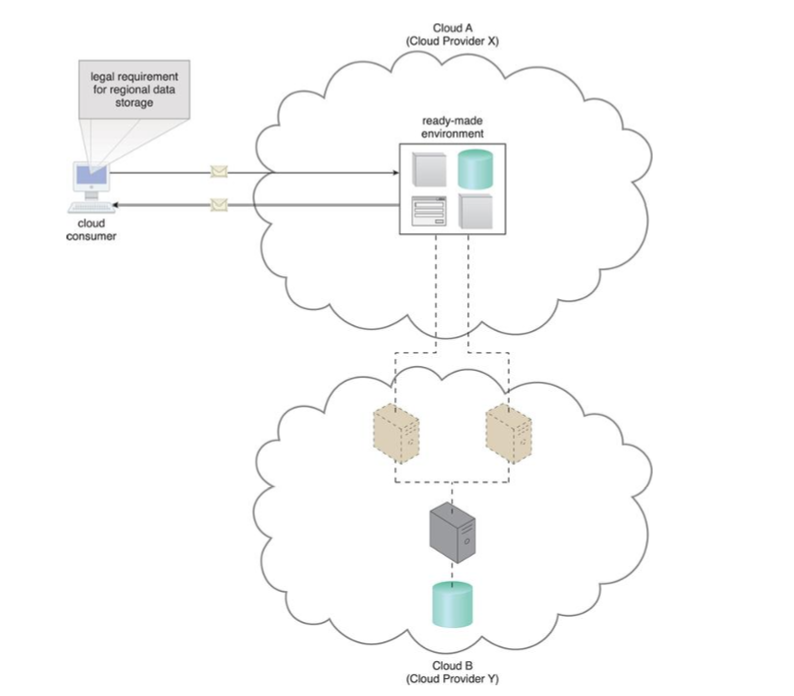 Cloud A
(Cloud Provider X)
legal requirement
for regional data
storage
ready-made
environment
cloud
consumer
Cloud B
(Cloud Provider Y)